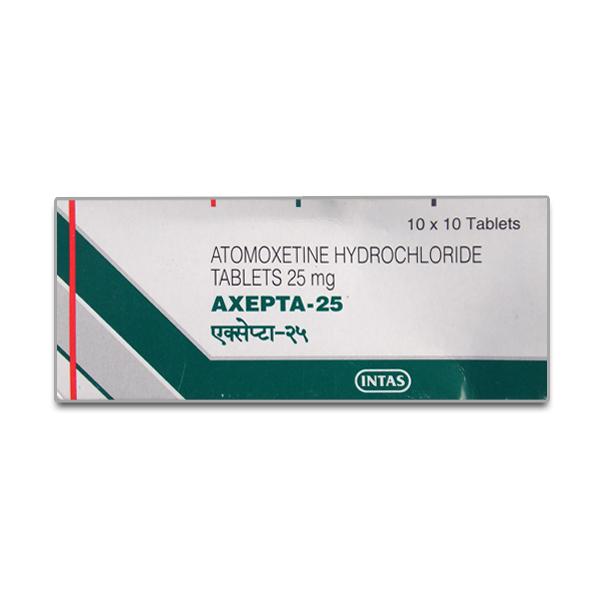 10 x 10 Tablets
ATOMOXETINE HYDROCHLORIDE
TABLETS 25 mg
AXEPTA-25
एक्सेप्टा-२५
INTAS